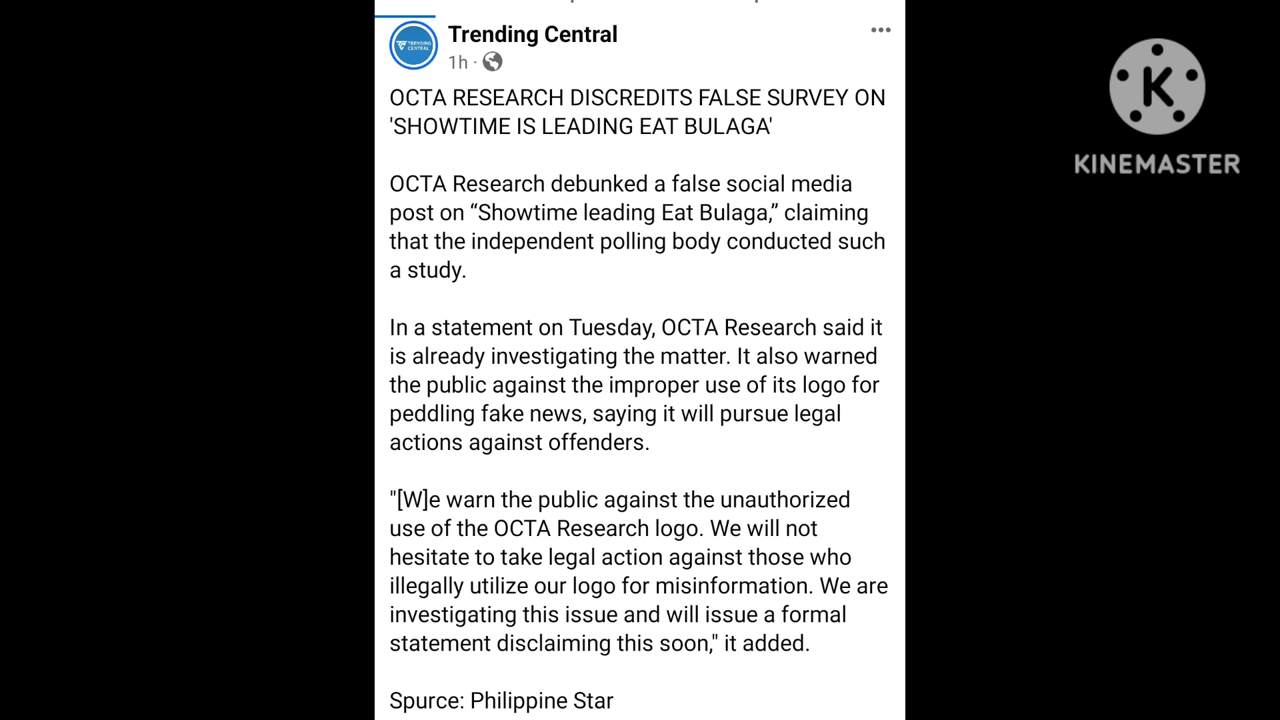 Trending Central
1h ·
TRENDING
CENTRAL
OCTA RESEARCH DISCREDITS FALSE SURVEY ON
'SHOWTIME IS LEADING EAT BULAGA'
OCTA Research debunked a false social media
post on “Showtime leading Eat Bulaga,” claiming
that the independent polling body conducted such
a study.
In a statement on Tuesday, OCTA Research said it
is already investigating the matter. It also warned
the public against the improper use of its logo for
peddling fake news, saying it will pursue legal
actions against offenders.
"[W]e warn the public against the unauthorized
use of the OCTA Research logo. We will not
hesitate to take legal action against those who
illegally utilize our logo for misinformation. We are
investigating this issue and will issue a formal
statement disclaiming this soon," it added.
Spurce: Philippine Star
K
KINEMASTER